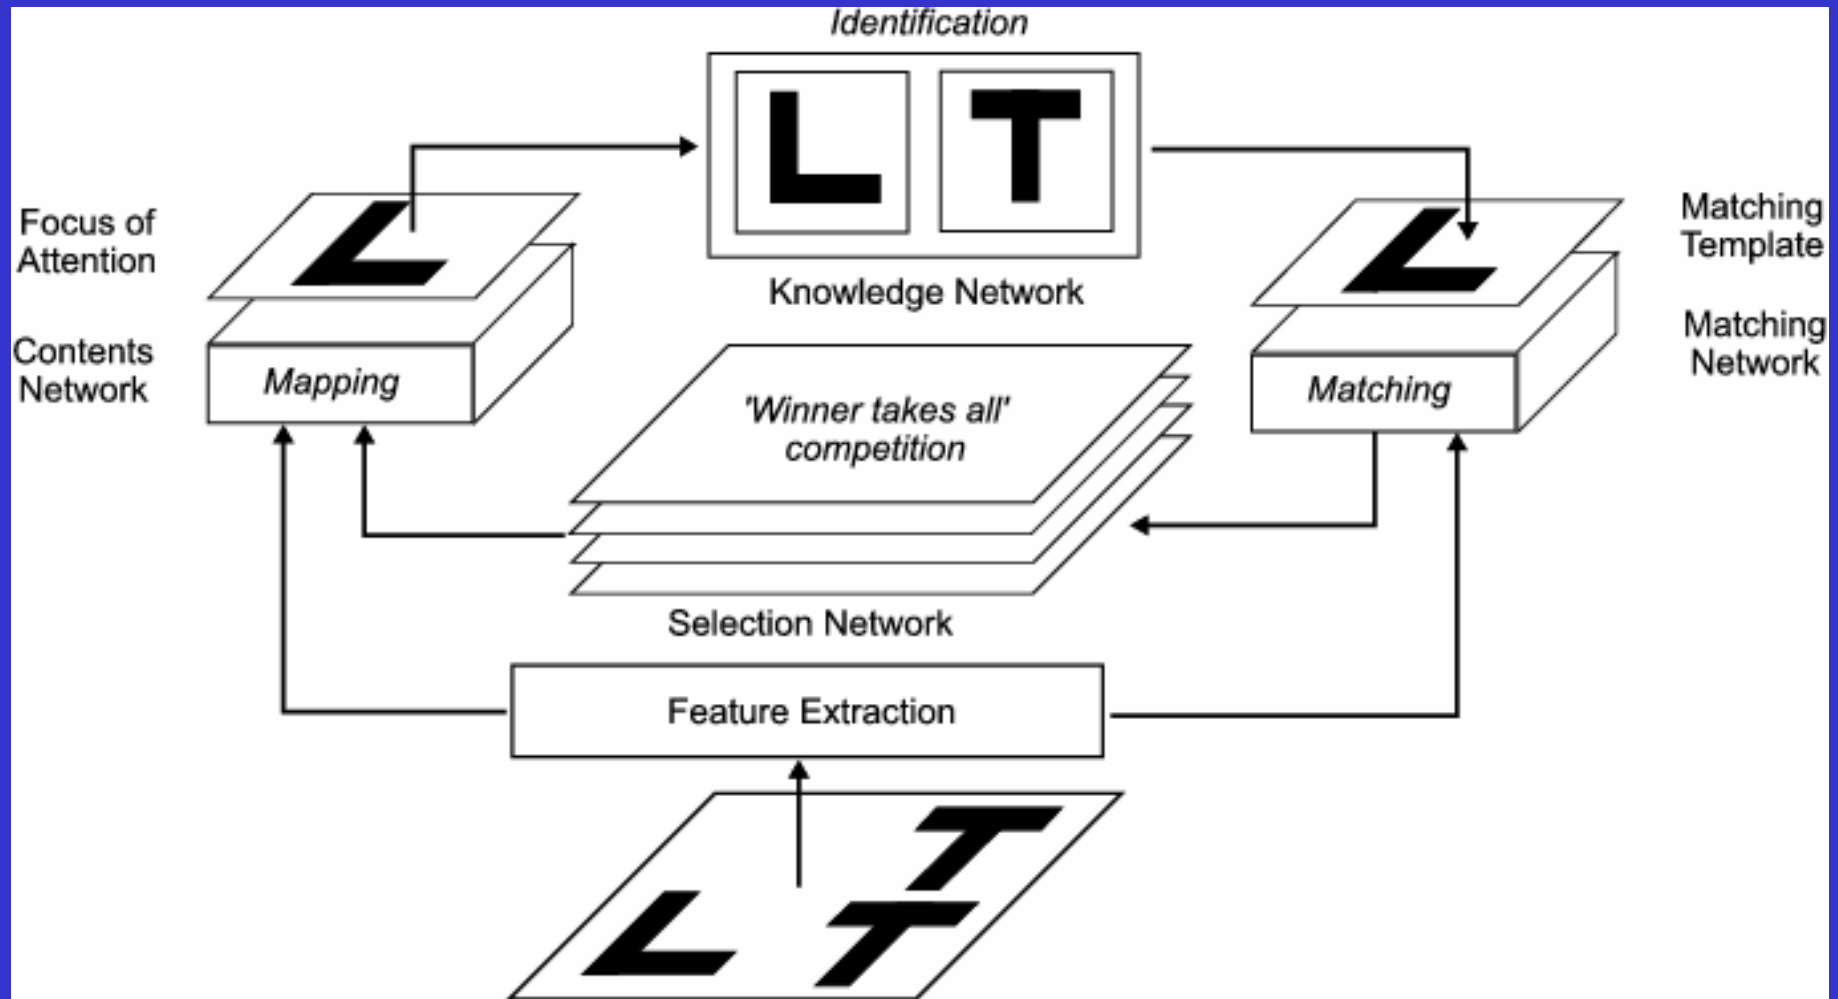 Identification
L T
Knowledge Network
Focus of
Attention
L
Contents
Network
Mapping
Matching
Template
L
Matching
Network
Matching
'Winner takes all'
competition
Selection Network
Feature Extraction
T
L T